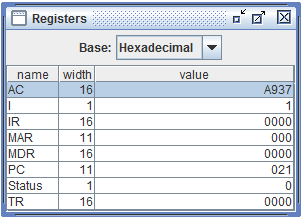 Registers
Base: Hexadecimal
name width value
AC 16 A937
I 1 1
IR 16 0000
MAR 11 000
MDR 16 0000
PC 11 021
Status 1 0
TR 16 0000